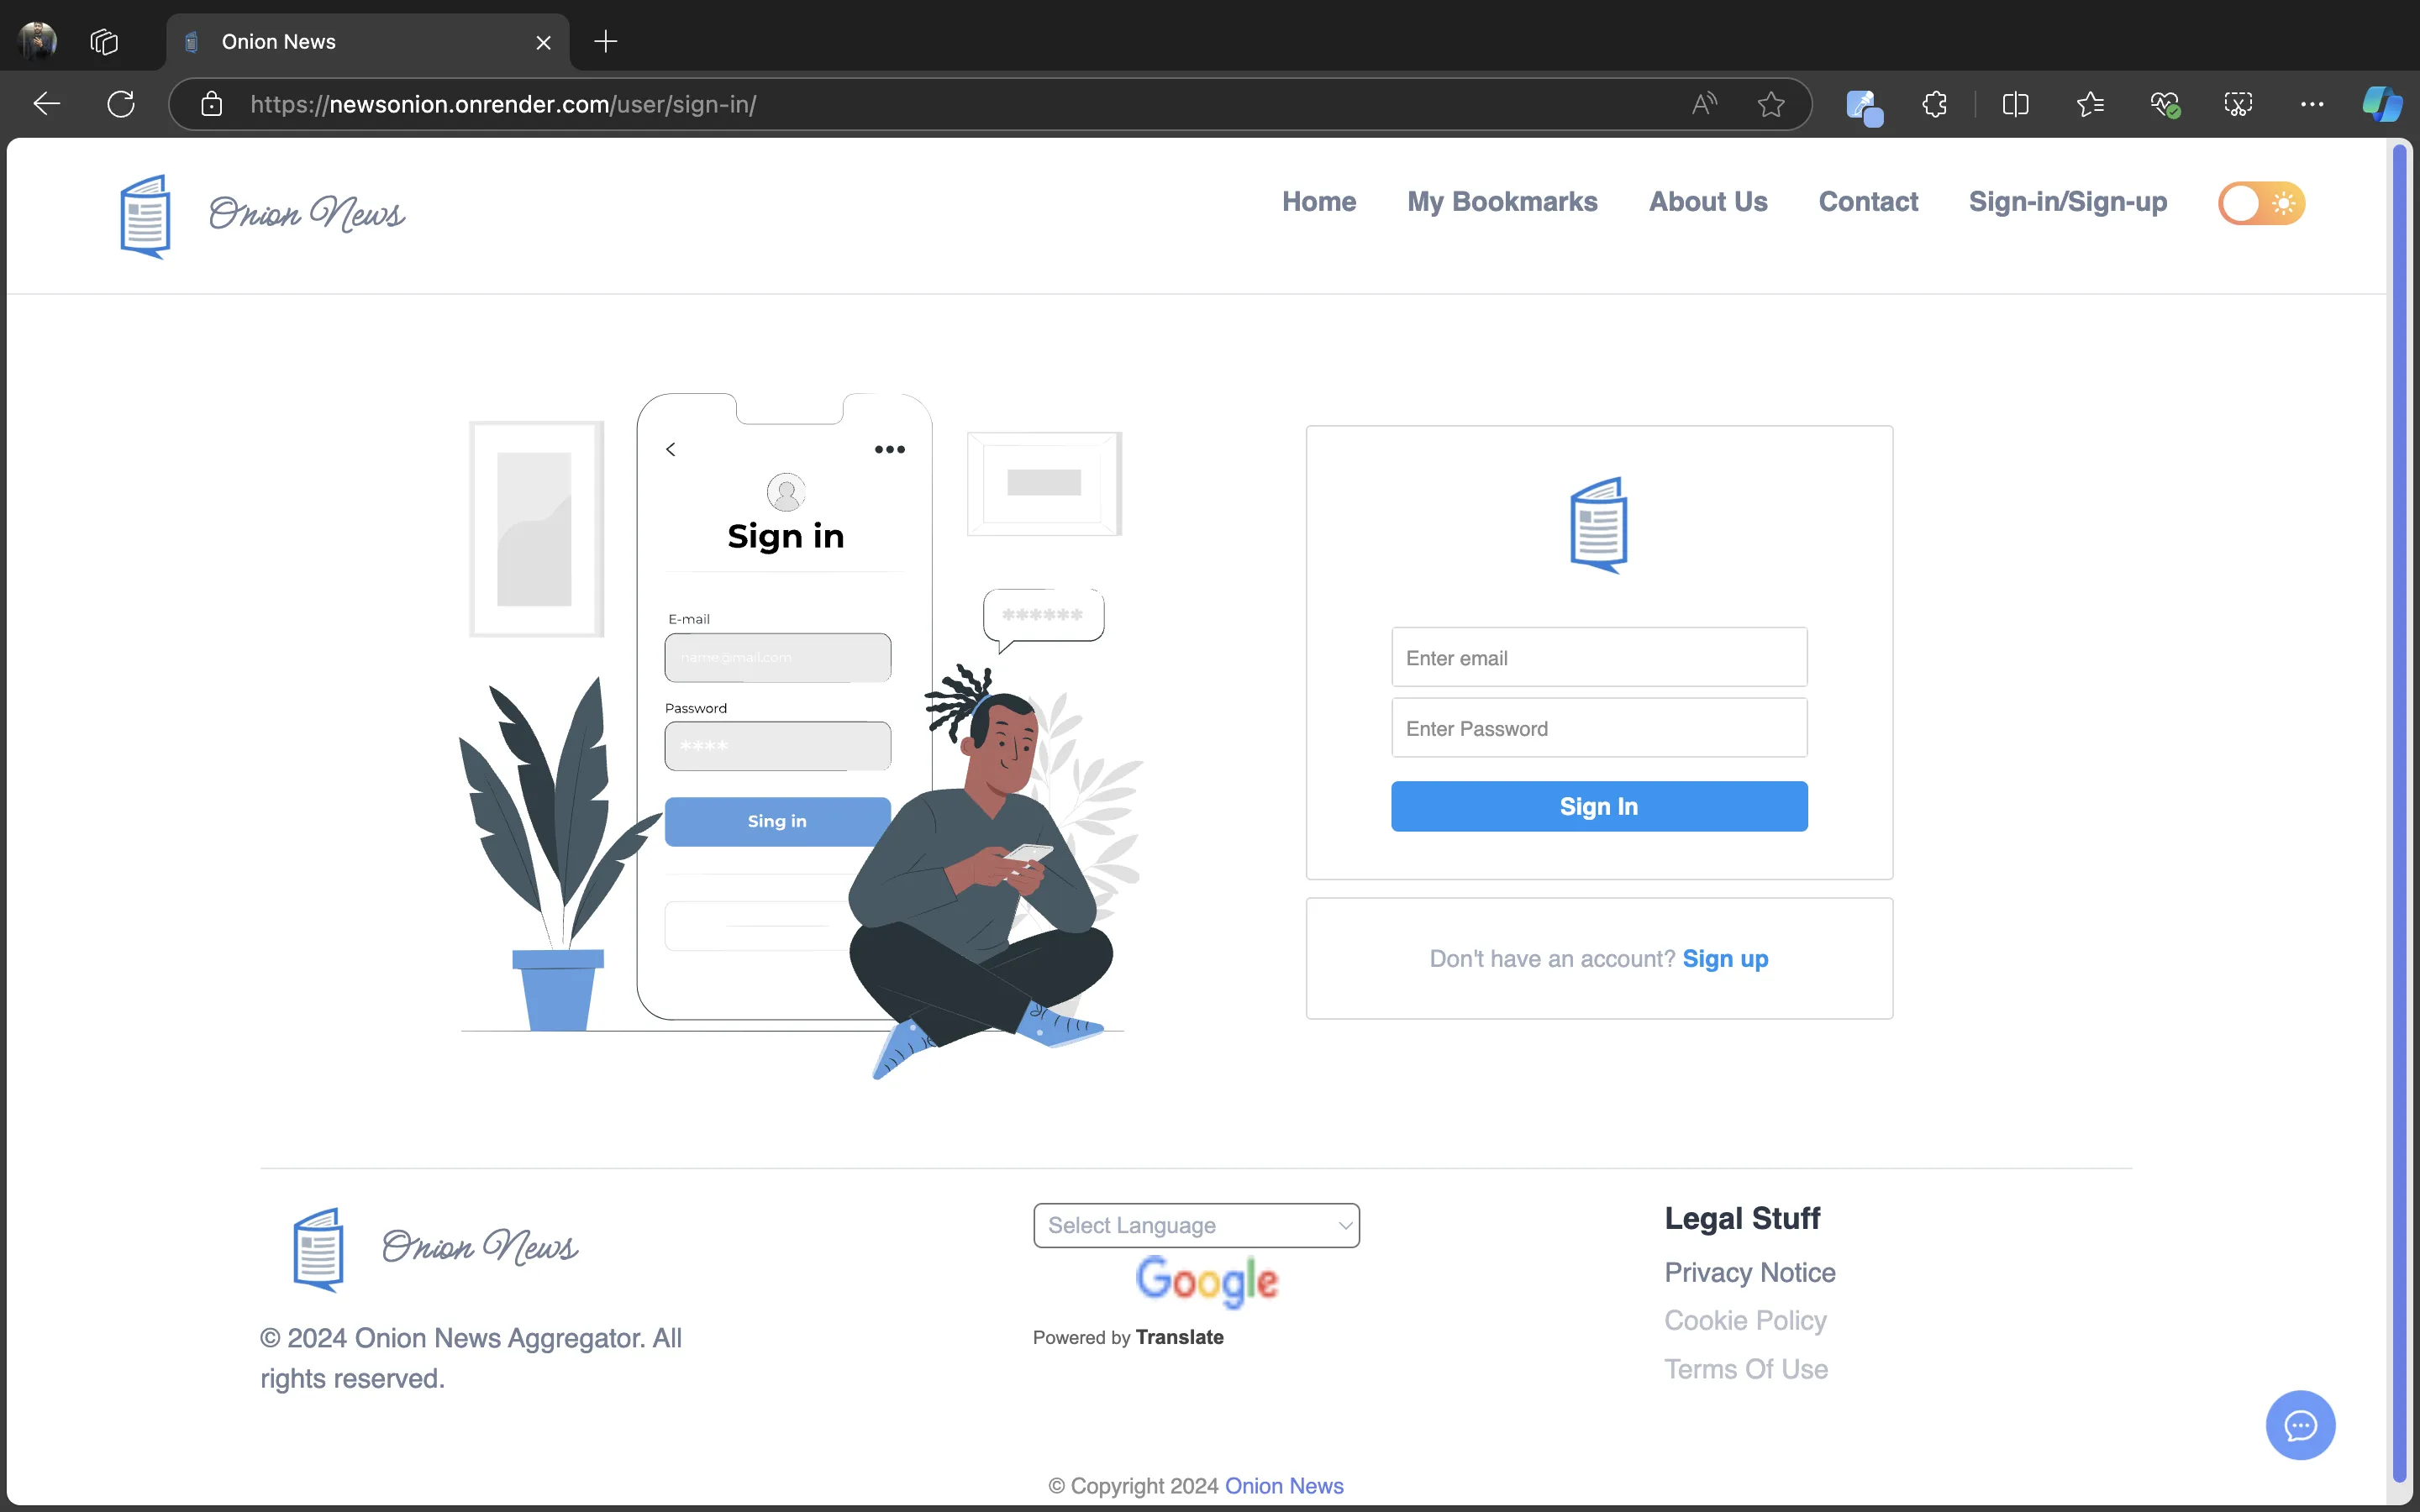 Onion News
https://newsonion.onrender.com/user/sign-in/
Onion News
Home My Bookmarks About Us Contact Sign-in/Sign-up
Sign in
E-mail
name@mail.com
Password
****
Sing in
******
Enter email
Enter Password
Sign In
Don't have an account? Sign up
Onion News
© 2024 Onion News Aggregator. All
rights reserved.
Select Language
Google
Powered by Translate
Legal Stuff
Privacy Notice
Cookie Policy
Terms Of Use
© Copyright 2024 Onion News